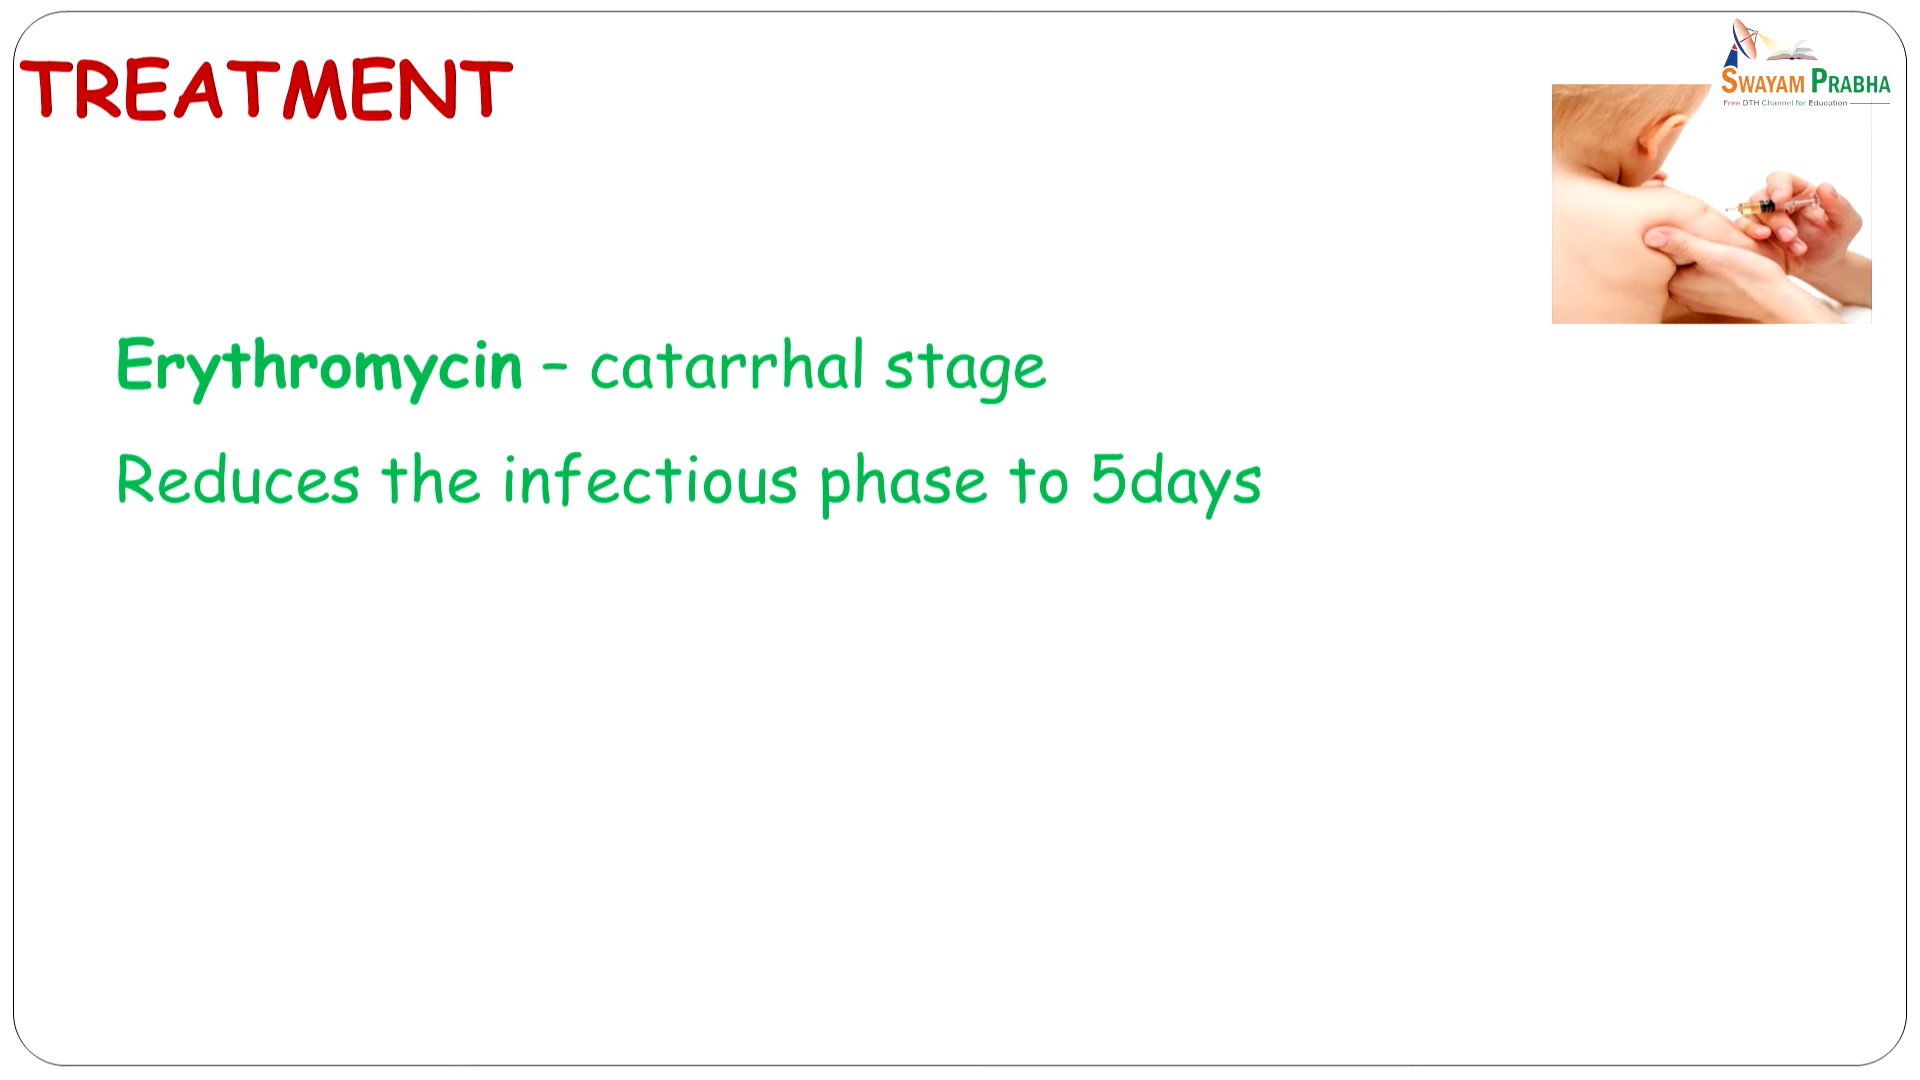 TREATMENT
SWAYAM PRABHA
Free DTH Channel for Education
Erythromycin – catarrhal stage
Reduces the infectious phase to 5days